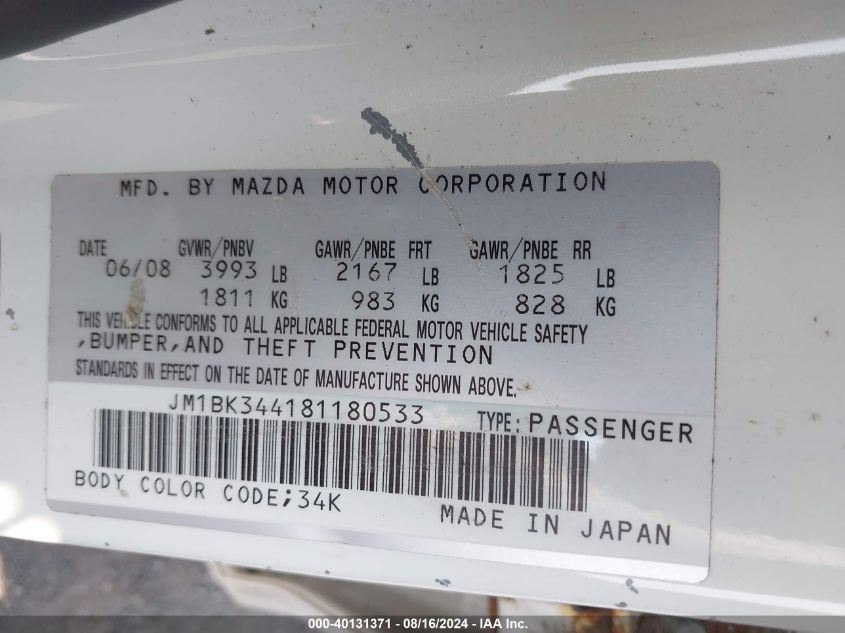 MFD. BY MAZDA MOTOR CORPORATION
DATE GVWR/PNBV GAWR/PNBE FRT GAWR/PNBE RR
06/08 3993 LB 2167 LB 1825 LB
1811 KG 983 KG 828 KG
THIS VEHICLE CONFORMS TO ALL APPLICABLE FEDERAL MOTOR VEHICLE SAFETY
,BUMPER,AND THEFT PREVENTION
STANDARDS IN EFFECT ON THE DATE OF MANUFACTURE SHOWN ABOVE.
JM1BK344181180533 TYPE: PASSENGER
BODY COLOR CODE;34K
MADE IN JAPAN
000-40131371 - 08/16/2024 - IAA Inc.